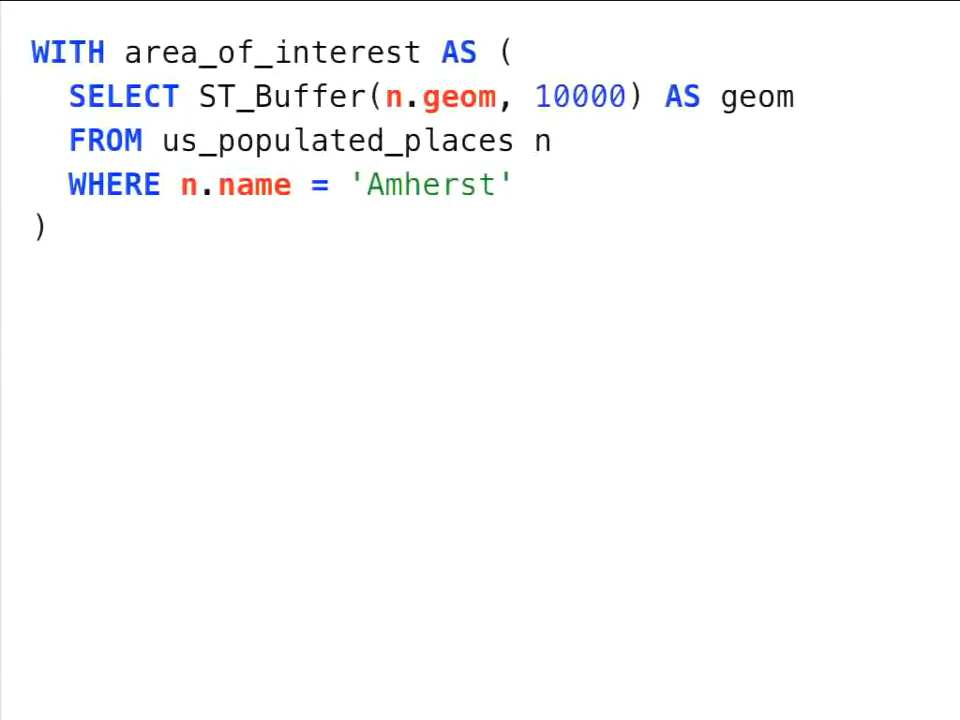 WITH area_of_interest AS (
  SELECT ST_Buffer(n.geom, 10000) AS geom
  FROM us_populated_places n
  WHERE n.name = 'Amherst'
)